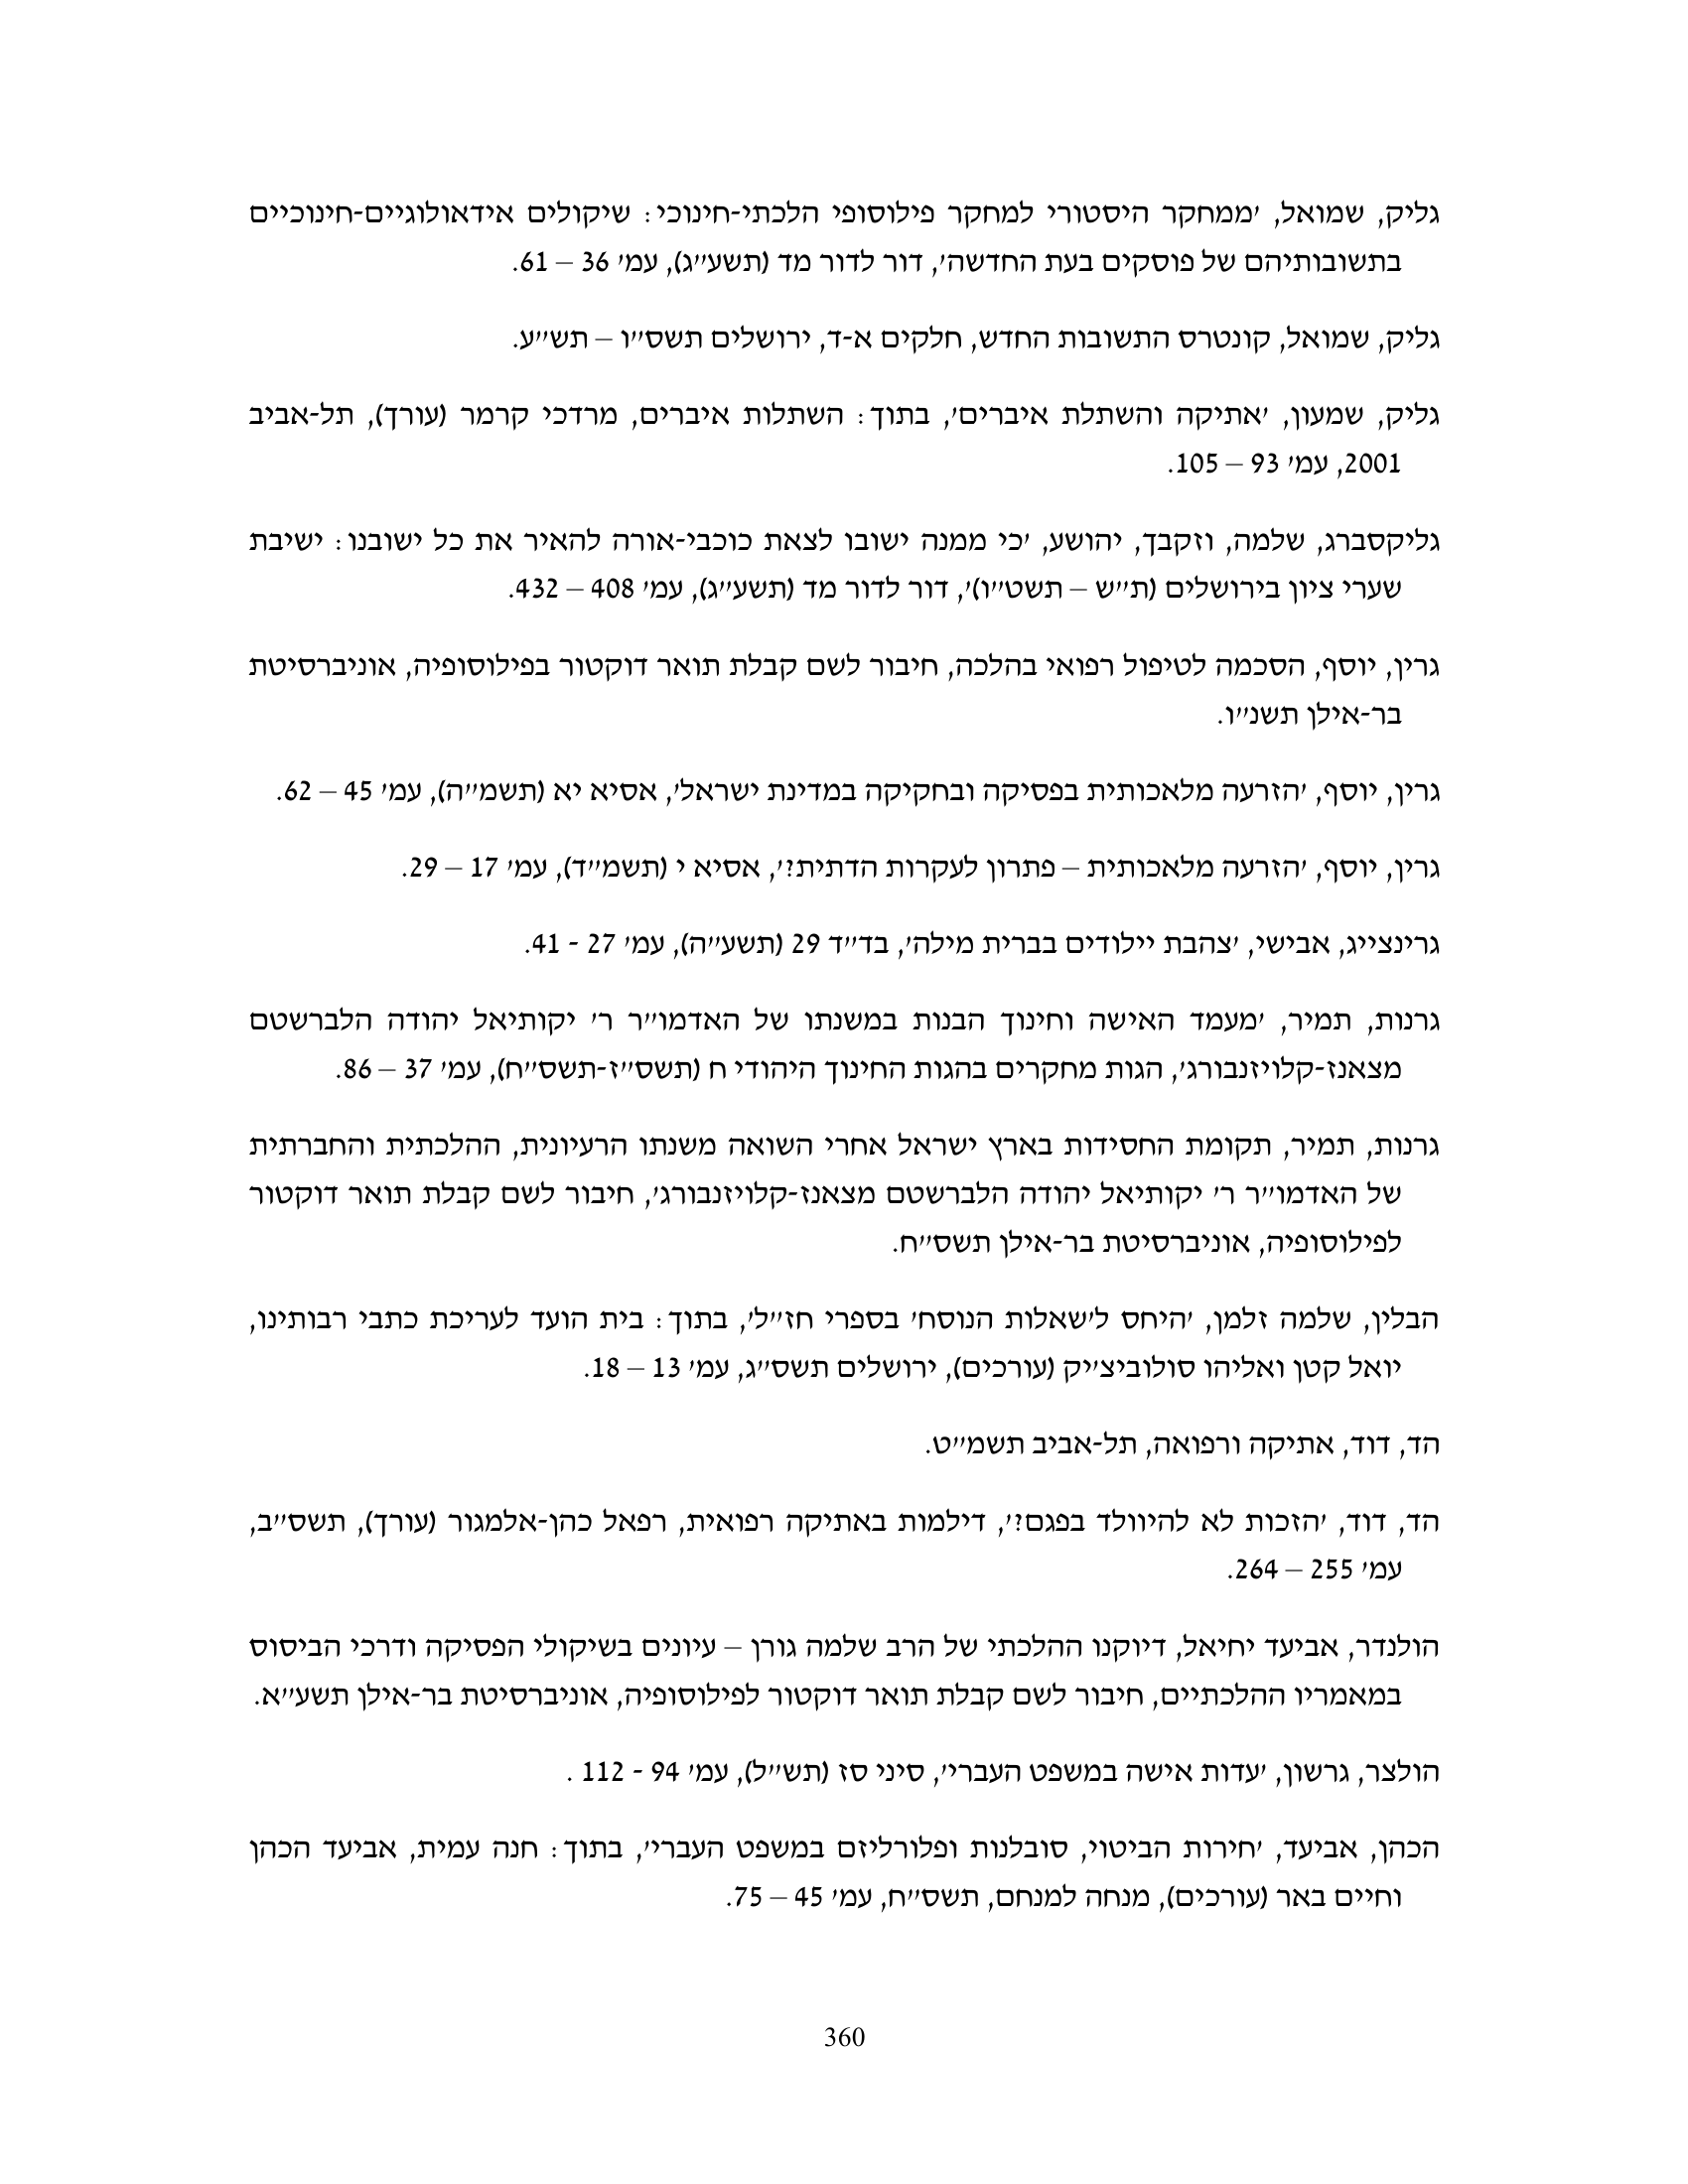 גליק, שמואל, 'ממחקר היסטורי למחקר פילוסופי הלכתי-חינוכי: שיקולים אידאולוגיים-חינוכיים
בתשובותיהם של פוסקים בעת החדשה', דור לדור מד (תשע"ג), עמ' 36 – 61.
גליק, שמואל, קונטרס התשובות החדש, חלקים א-ד, ירושלים תשס"ו – תש"ע.
גליק, שמעון, 'אתיקה והשתלת איברים', בתוך: השתלות איברים, מרדכי קרמר (עורך), תל-אביב
2001, עמ' 93 – 105.
גליקסברג, שלמה, וזקבך, יהושע, 'כי ממנה ישובו לצאת כוכבי-אורה להאיר את כל ישובנו: ישיבת
שערי ציון בירושלים (ת"ש – תשט"ו)', דור לדור מד (תשע"ג), עמ' 408 – 432.
גרין, יוסף, הסכמה לטיפול רפואי בהלכה, חיבור לשם קבלת תואר דוקטור בפילוסופיה, אוניברסיטת
בר-אילן תשנ"ו.
גרין, יוסף, 'הזרעה מלאכותית בפסיקה ובחקיקה במדינת ישראל', אסיא יא (תשמ"ה), עמ' 45 – 62.
גרין, יוסף, 'הזרעה מלאכותית – פתרון לעקרות הדתית?', אסיא י (תשמ"ד), עמ' 17 – 29.
גרינצייג, אבישי, 'צהבת יילודים בברית מילה', בד"ד 29 (תשע"ה), עמ' 27 - 41.
גרנות, תמיר, 'מעמד האישה וחינוך הבנות במשנתו של האדמו"ר ר' יקותיאל יהודה הלברשטם
מצאנז-קלויזנבורג', הגות מחקרים בהגות החינוך היהודי ח (תשס"ז-תשס"ח), עמ' 37 – 86.
גרנות, תמיר, תקומת החסידות בארץ ישראל אחרי השואה משנתו הרעיונית, ההלכתית והחברתית
של האדמו"ר ר' יקותיאל יהודה הלברשטם מצאנז-קלויזנבורג', חיבור לשם קבלת תואר דוקטור
לפילוסופיה, אוניברסיטת בר-אילן תשס"ח.
הבלין, שלמה זלמן, 'היחס ל'שאלות הנוסח' בספרי חז"ל', בתוך: בית הועד לעריכת כתבי רבותינו,
יואל קטן ואליהו סולוביצ'יק (עורכים), ירושלים תשס"ג, עמ' 13 – 18.
הד, דוד, אתיקה ורפואה, תל-אביב תשמ"ט.
הד, דוד, 'הזכות לא להיוולד בפגם?', דילמות באתיקה רפואית, רפאל כהן-אלמגור (עורך), תשס"ב,
עמ' 255 – 264.
הולנדר, אביעד יחיאל, דיוקנו ההלכתי של הרב שלמה גורן – עיונים בשיקולי הפסיקה ודרכי הביסוס
במאמריו ההלכתיים, חיבור לשם קבלת תואר דוקטור לפילוסופיה, אוניברסיטת בר-אילן תשע"א.
הולצר, גרשון, 'עדות אישה במשפט העברי', סיני סז (תש"ל), עמ' 94 - 112 .
הכהן, אביעד, 'חירות הביטוי, סובלנות ופלורליזם במשפט העברי', בתוך: חנה עמית, אביעד הכהן
וחיים באר (עורכים), מנחה למנחם, תשס"ח, עמ' 45 – 75.
360